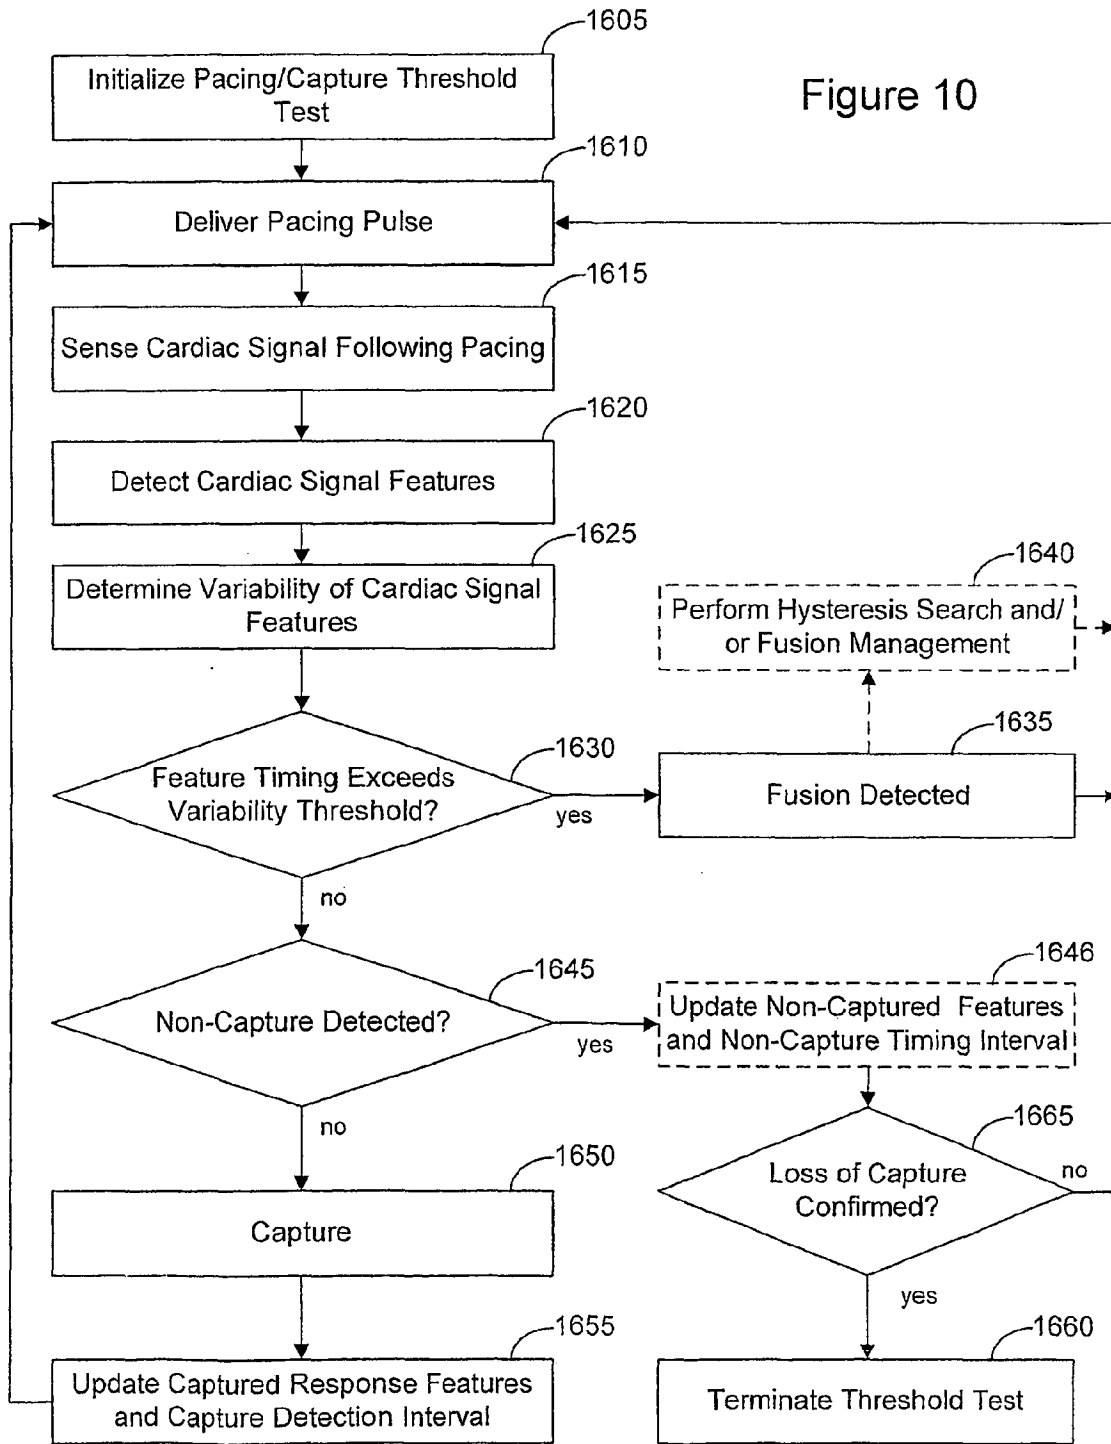 1605
Initialize Pacing/Capture Threshold
Test
Figure 10
1610
Deliver Pacing Pulse
1615
Sense Cardiac Signal Following Pacing
1620
Detect Cardiac Signal Features
1625
Determine Variability of Cardiac Signal
Features
1640
Perform Hysteresis Search and/
or Fusion Management
1630
Feature Timing Exceeds
Variability Threshold?
yes
1635
Fusion Detected
no
1645
Non-Capture Detected?
yes
1646
Update Non-Captured Features
and Non-Capture Timing Interval
no
1665
Loss of Capture
Confirmed?
no
1650
Capture
yes
1655
Update Captured Response Features
and Capture Detection Interval
1660
Terminate Threshold Test